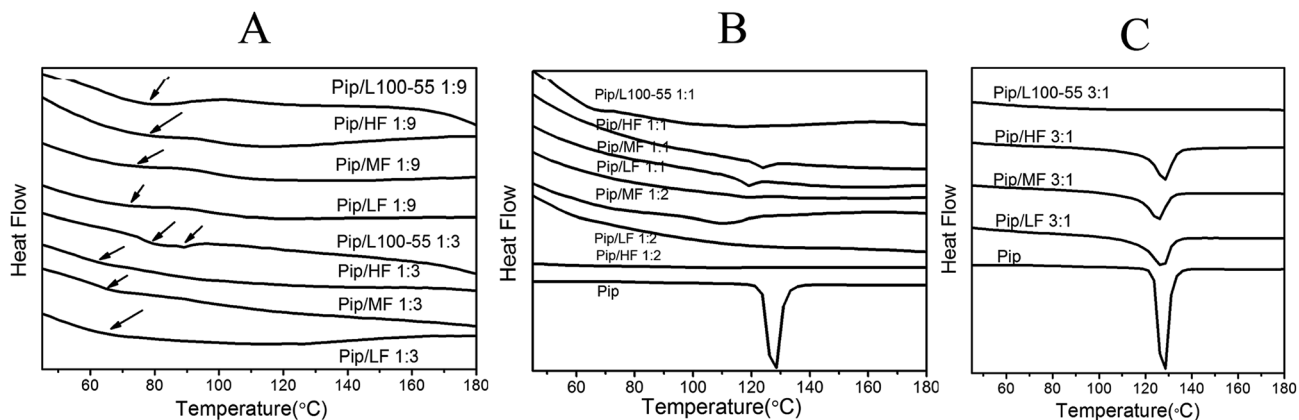 A
B
C
Heat Flow
Pip/L100-55 1:9
Pip/HF 1:9
Pip/MF 1:9
Pip/LF 1:9
Pip/L100-55 1:3
Pip/HF 1:3
Pip/MF 1:3
Pip/LF 1:3
60 80 100 120 140 160 180
Temperature(°C)
Heat Flow
Pip/L100-55 1:1
Pip/HF 1:1
Pip/MF 1:1
Pip/LF 1:1
Pip/MF 1:2
Pip/LF 1:2
Pip/HF 1:2
Pip
60 80 100 120 140 160 180
Temperature(°C)
Heat Flow
Pip/L100-55 3:1
Pip/HF 3:1
Pip/MF 3:1
Pip/LF 3:1
Pip
60 80 100 120 140 160 180
Temperature(°C)